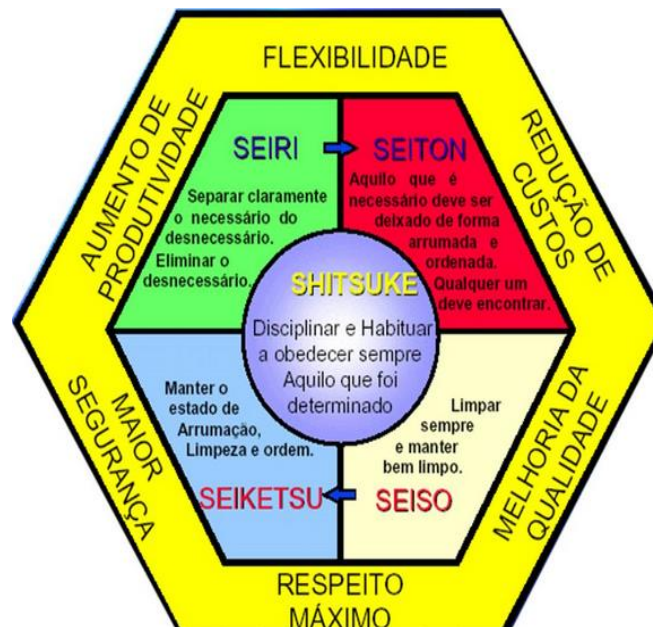 FLEXIBILIDADE
AUMENTO DE
PRODUTIVIDADE
REDUÇÃO DE
CUSTOS
SEIRI
Separar claramente
o necessário do
desnecessário.
Eliminar o
desnecessário.
SEITON
Aquilo que é
necessário deve ser
deixado de forma
arrumada e
ordenada.
Qualquer um
deve encontrar.
SHITSUKE
Disciplinar e Habituar
a obedecer sempre
Aquilo que foi
determinado
Manter o
estado de
Arrumação,
Limpeza e ordem.
SEIKETSU
Limpar
sempre
e manter
bem limpo.
SEISO
MAIOR
SEGURANÇA
MELHORIA DA
QUALIDADE
RESPEITO
MÁXIMO